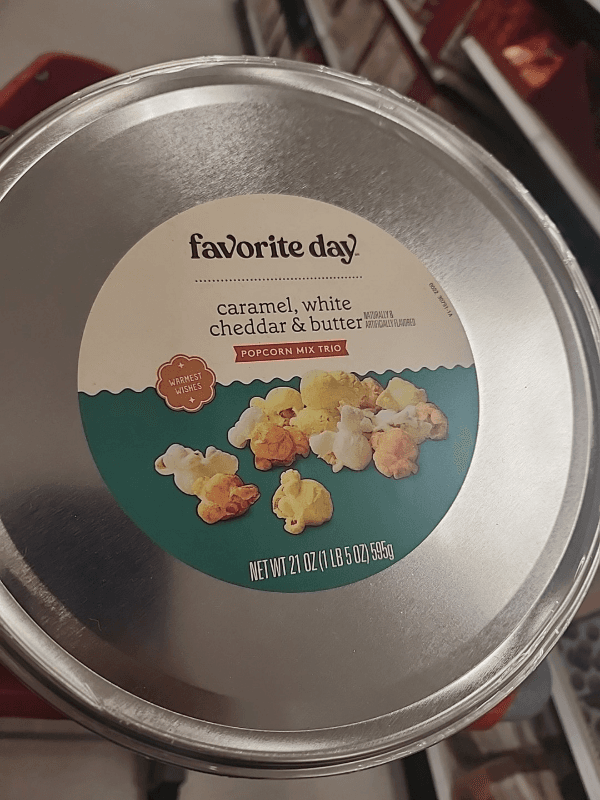 favorite day
caramel, white
cheddar & butter
NATURALLY &
ARTIFICIALLY FLAVORED
POPCORN MIX TRIO
WARMEST
WISHES
NET WT 21 OZ (1 LB 5 OZ) 595g